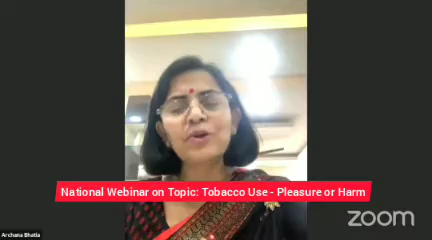 National Webinar on Topic: Tobacco Use - Pleasure or Harm
Archana Bhatia
zoom